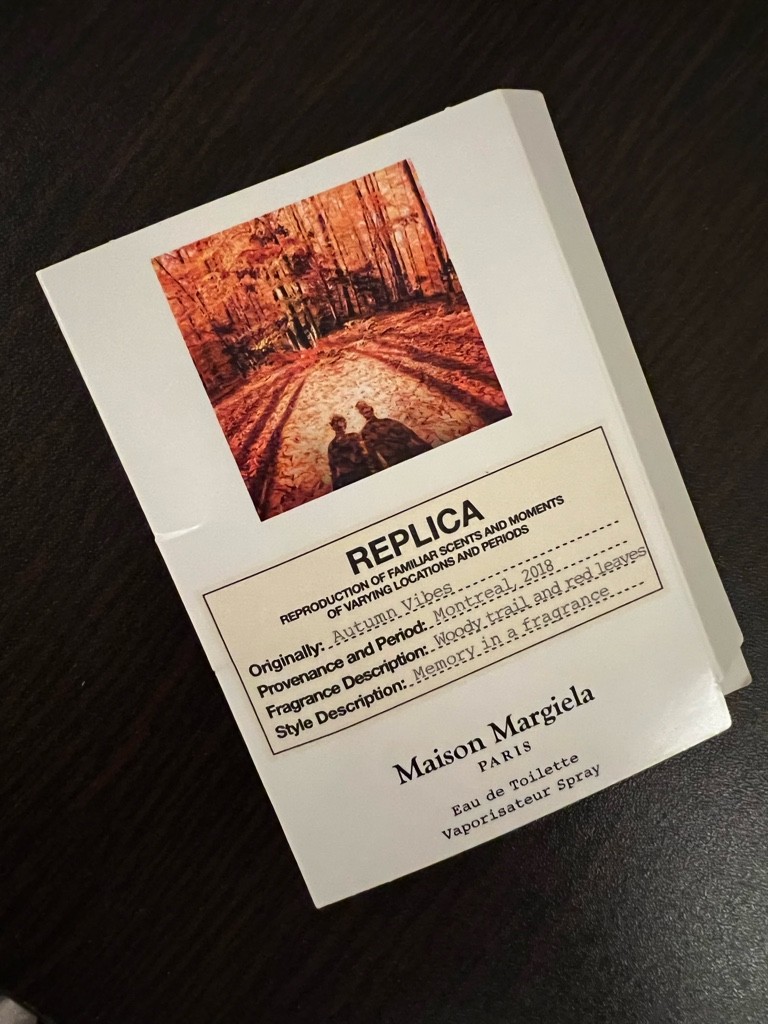 REPLICA
REPRODUCTION OF FAMILIAR SCENTS AND MOMENTS
OF VARYING LOCATIONS AND PERIODS
Originally: Autumn Vibes
Provenance and Period: Montreal, 2018
Fragrance Description: Woody trail and red leaves
Style Description: Memory in a fragrance
Maison Margiela
PARIS
Eau de Toilette
Vaporisateur Spray